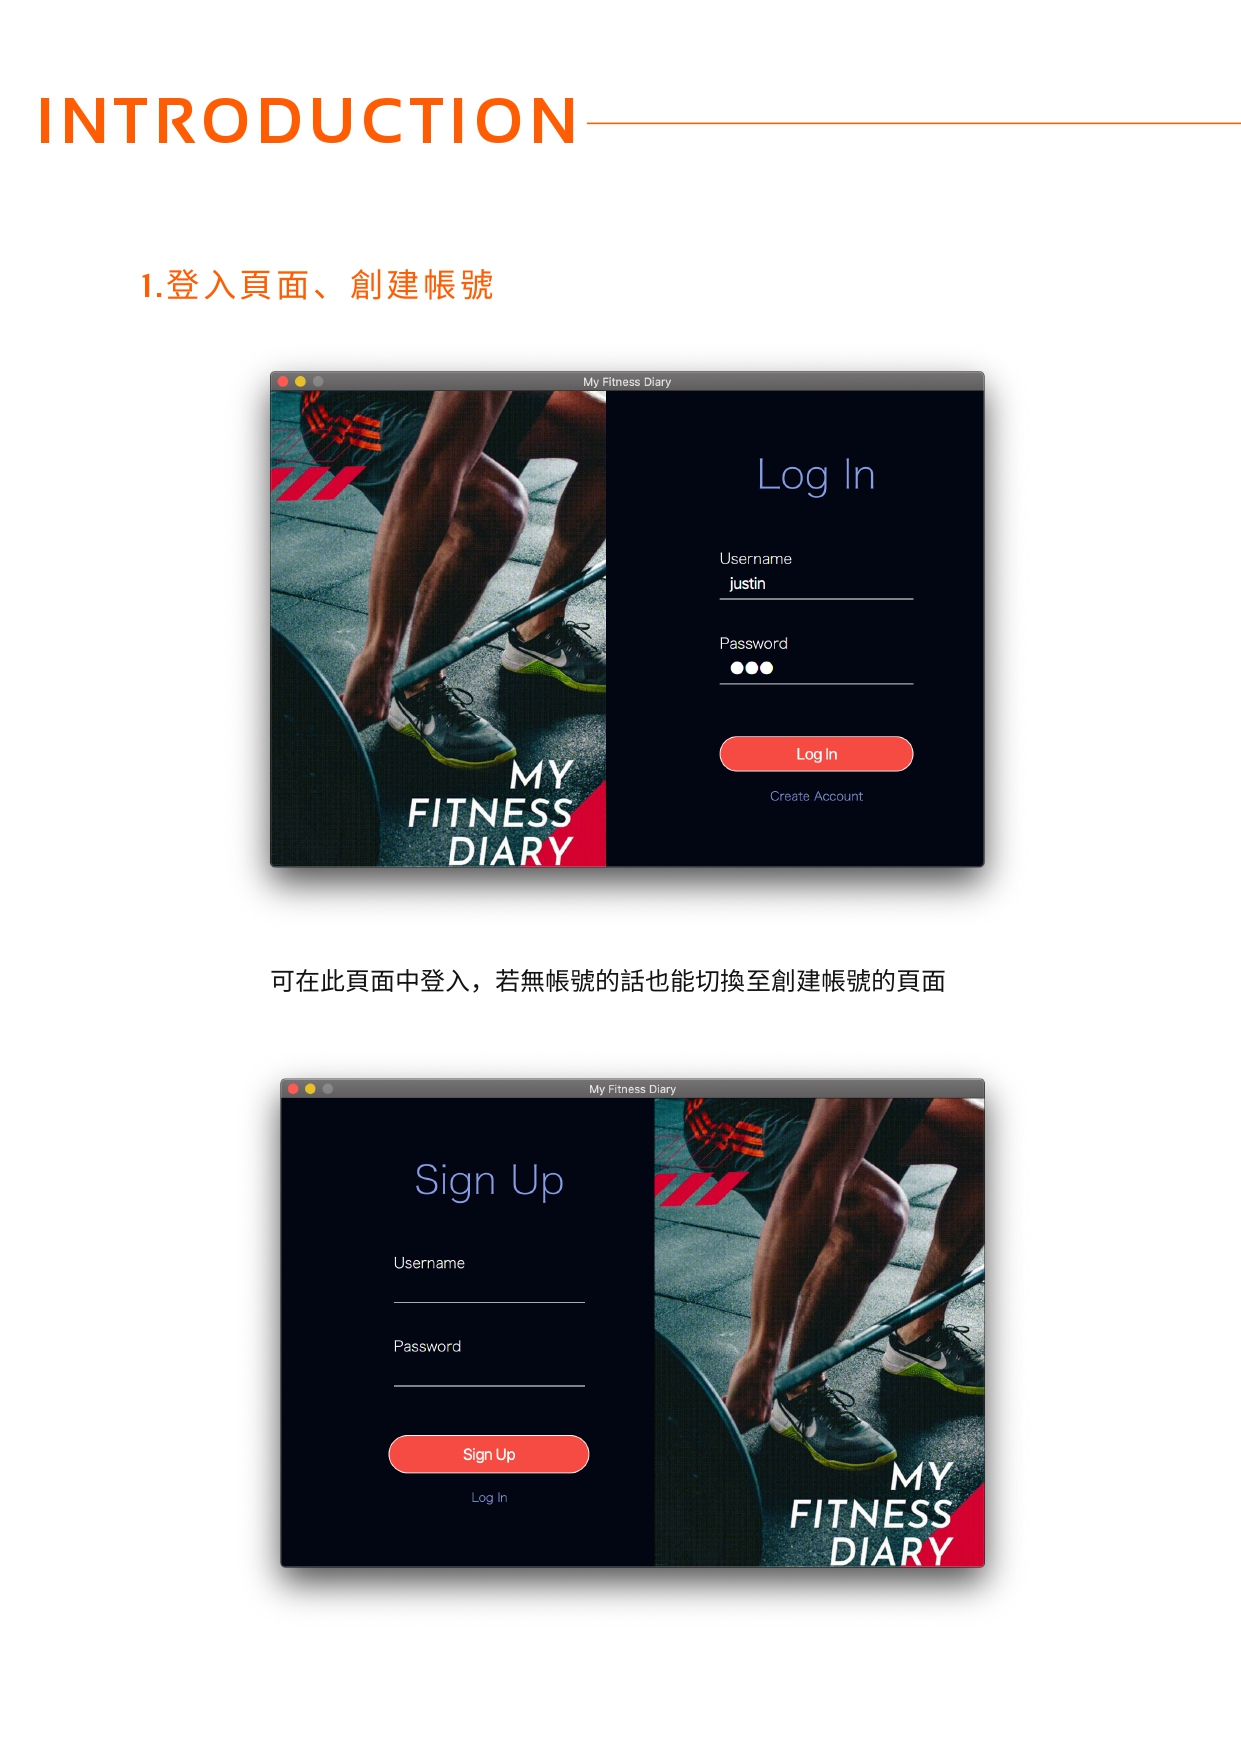 INTRODUCTION
1.登入頁面、創建帳號
My Fitness Diary
Log In
Username
justin
Password
Log In
Create Account
MY
FITNESS
DIARY
可在此頁面中登入，若無帳號的話也能切換至創建帳號的頁面
My Fitness Diary
Sign Up
Username
Password
Sign Up
Log In
MY
FITNESS
DIARY